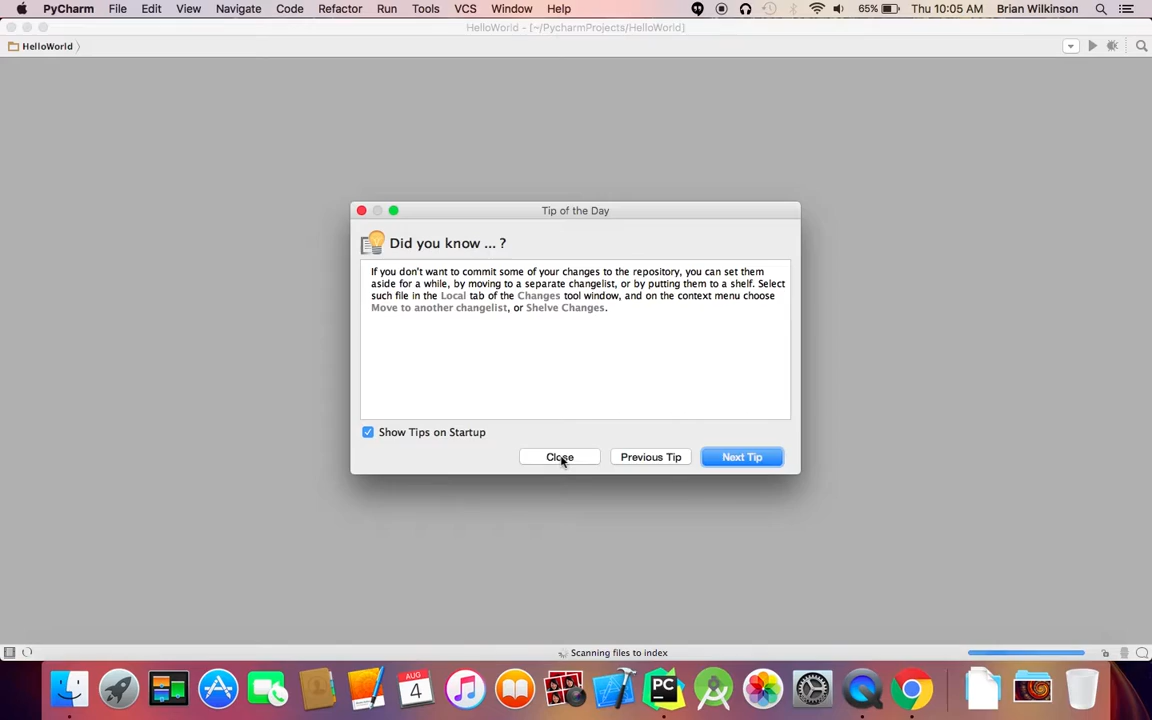 PyCharm File Edit View Navigate Code Refactor Run Tools VCS Window Help 65% Thu 10:05 AM Brian Wilkinson
HelloWorld - [~/PycharmProjects/HelloWorld]
HelloWorld
Tip of the Day
Did you know ... ?
If you don't want to commit some of your changes to the repository, you can set them
aside for a while, by moving to a separate changelist, or by putting them to a shelf. Select
such file in the Local tab of the Changes tool window, and on the context menu choose
Move to another changelist, or Shelve Changes.
Show Tips on Startup
Close Previous Tip Next Tip
Scanning files to index
AUG
4
PC